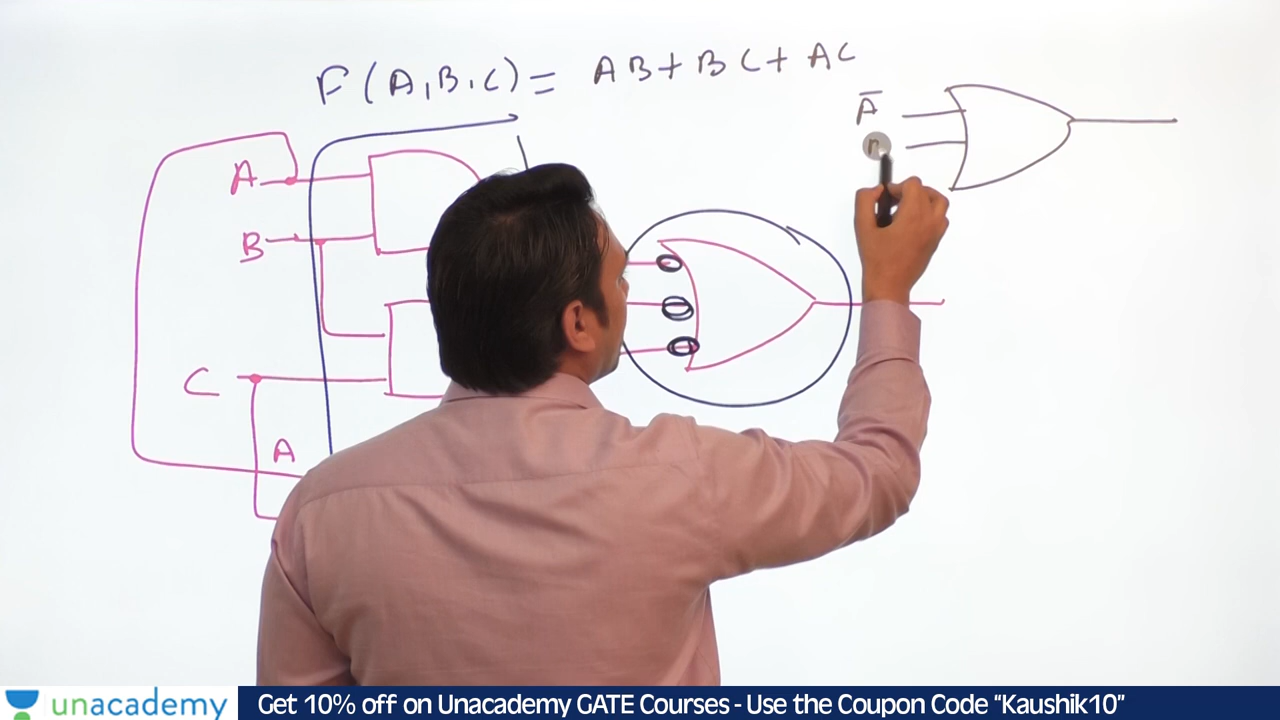 F(A,B,C) = AB+BC+AC
Ā
A
B
C
A
unacademy
Get 10% off on Unacademy GATE Courses - Use the Coupon Code “Kaushik10”